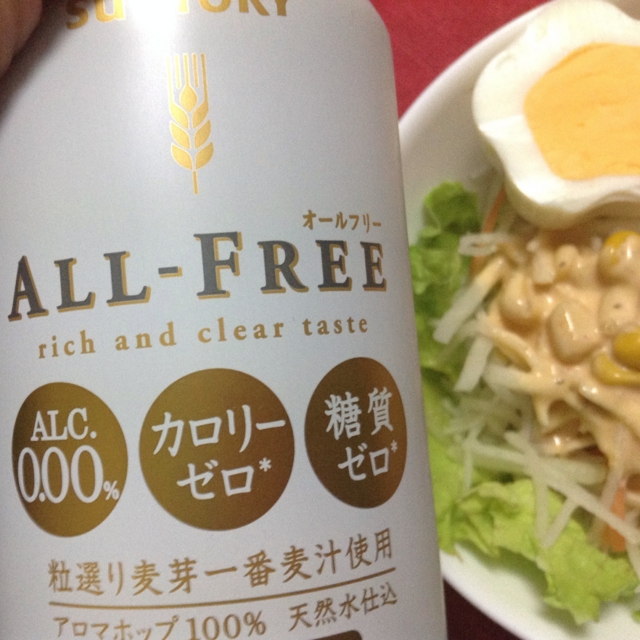 SUNTORY
オールフリー
ALL-FREE
rich and clear taste
ALC.
0.00%
カロリー
ゼロ*
糖質
ゼロ*
粒選り麦芽一番麦汁使用
アロマホップ100% 天然水仕込